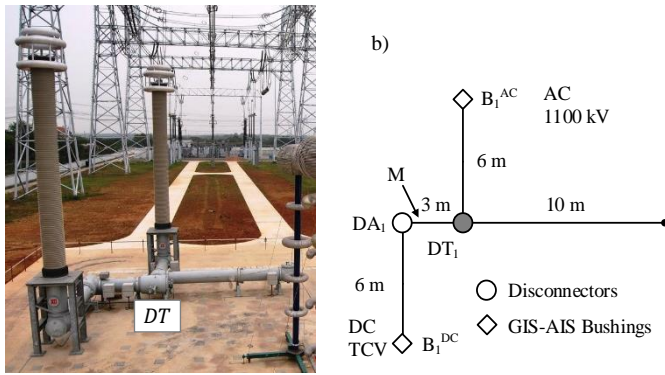 DT
b)
B₁ᴬᶜ
AC
1100 kV
6 m
M
3 m
10 m
DA₁
DT₁
6 m
Disconnectors
DC
TCV
B₁ᴰᶜ
GIS-AIS Bushings